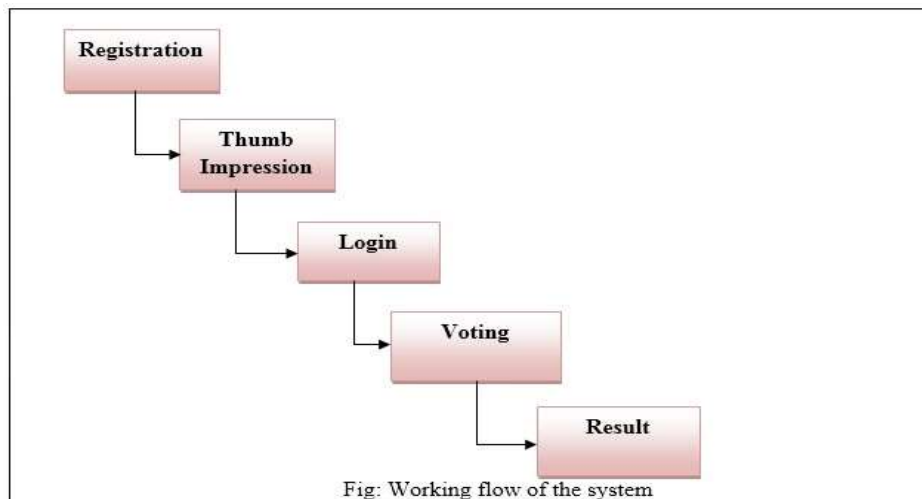 Registration
Thumb
Impression
Login
Voting
Result
Fig: Working flow of the system